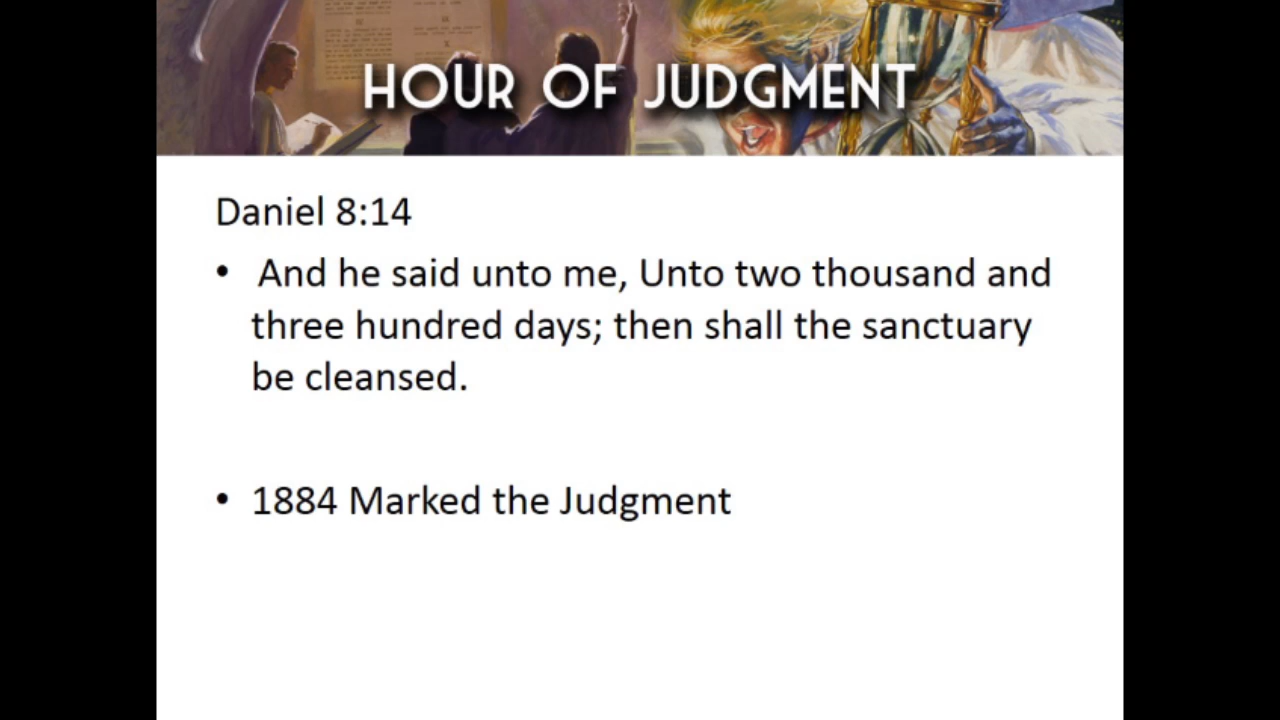 HOUR OF JUDGMENT
Daniel 8:14
• And he said unto me, Unto two thousand and
three hundred days; then shall the sanctuary
be cleansed.
• 1884 Marked the Judgment